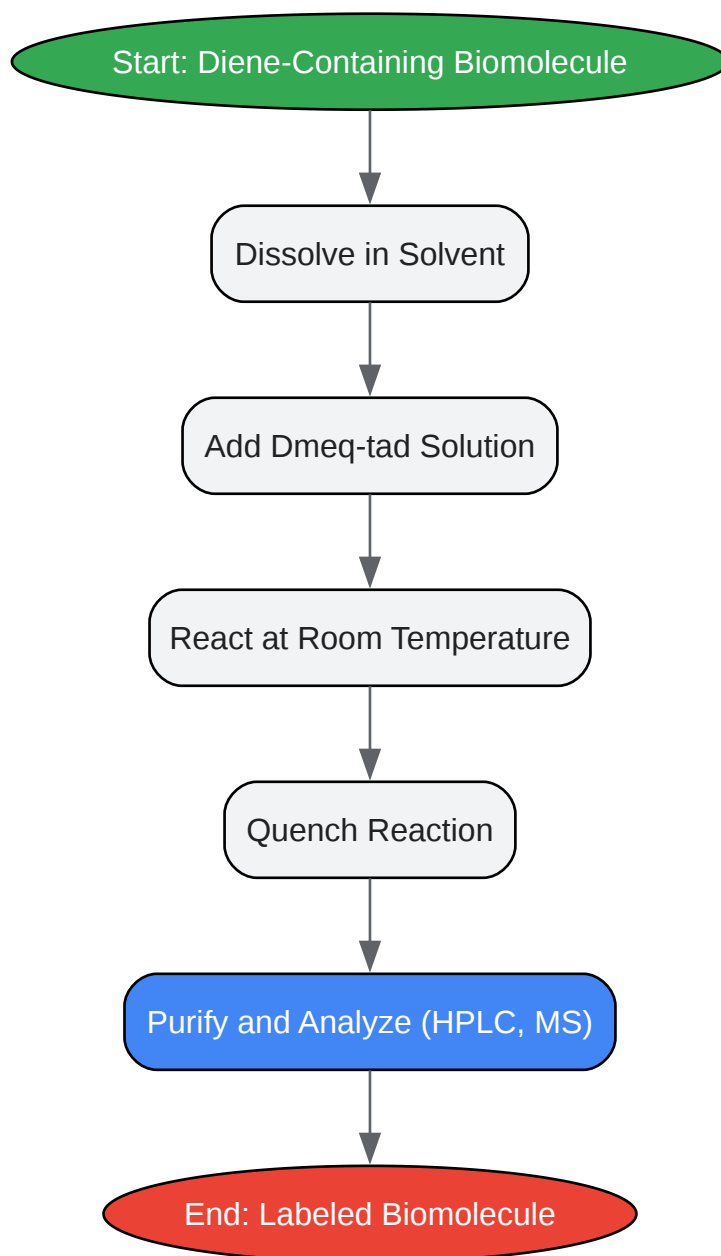 Start: Diene-Containing Biomolecule
Dissolve in Solvent
Add Dmeq-tad Solution
React at Room Temperature
Quench Reaction
Purify and Analyze (HPLC, MS)
End: Labeled Biomolecule